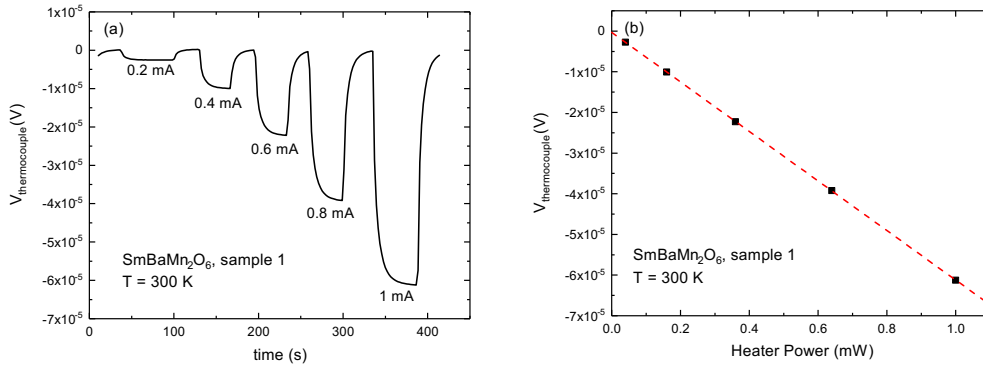 (a)
V_thermocouple (V)
1x10⁻⁵
0
-1x10⁻⁵
-2x10⁻⁵
-3x10⁻⁵
-4x10⁻⁵
-5x10⁻⁵
-6x10⁻⁵
-7x10⁻⁵
0.2 mA
0.4 mA
0.6 mA
0.8 mA
1 mA
SmBaMn₂O₆, sample 1
T = 300 K
0 100 200 300 400
time (s)
(b)
V_thermocouple (V)
0
-1x10⁻⁵
-2x10⁻⁵
-3x10⁻⁵
-4x10⁻⁵
-5x10⁻⁵
-6x10⁻⁵
-7x10⁻⁵
SmBaMn₂O₆, sample 1
T = 300 K
0.0 0.2 0.4 0.6 0.8 1.0
Heater Power (mW)